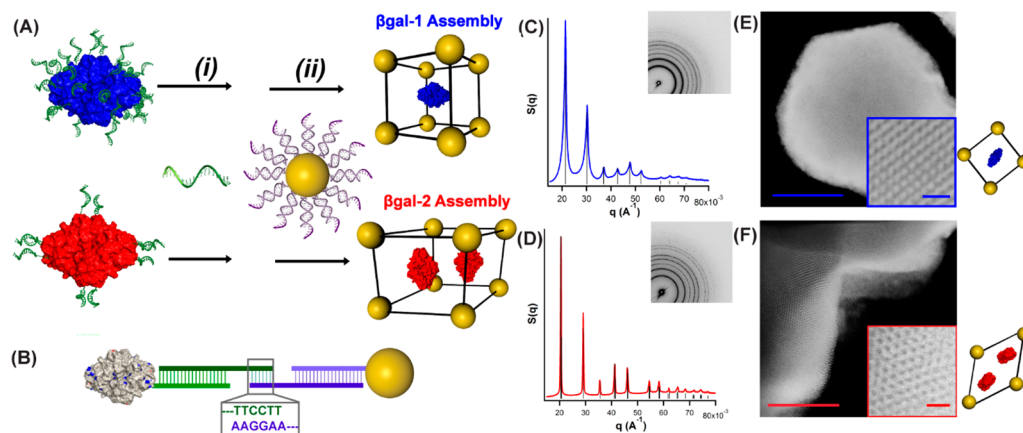 (A)
(i)
(ii)
βgal-1 Assembly
βgal-2 Assembly
(B)
---TTCCTT
AAGGAA---
(C)
S(q)
20 30 40 50 60 70 80x10⁻³
q (A⁻¹)
(D)
S(q)
20 30 40 50 60 70 80x10⁻³
q (A⁻¹)
(E)
(F)